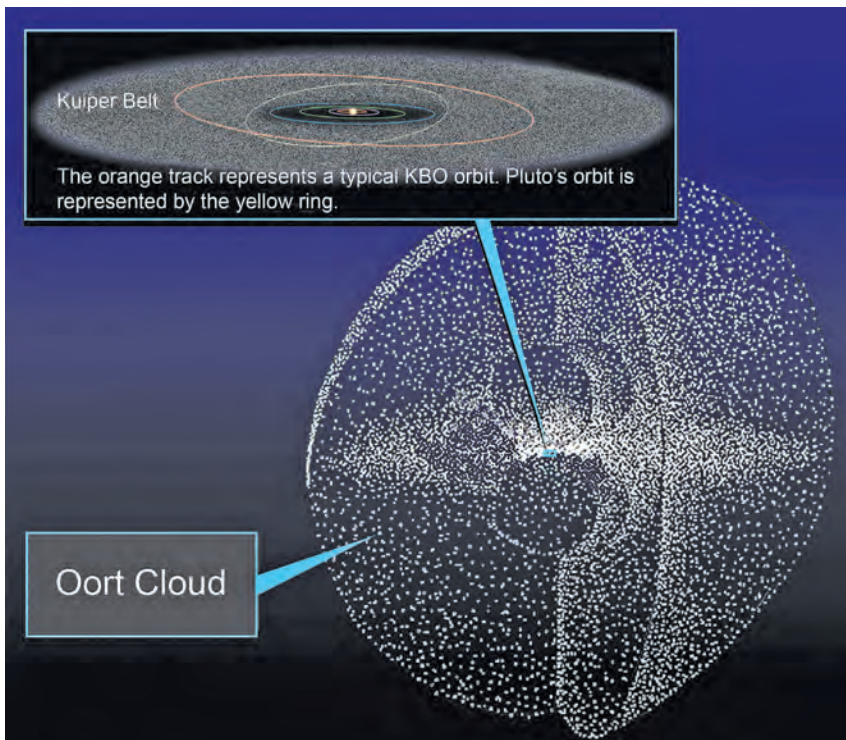 Kuiper Belt
The orange track represents a typical KBO orbit. Pluto's orbit is
represented by the yellow ring.
Oort Cloud